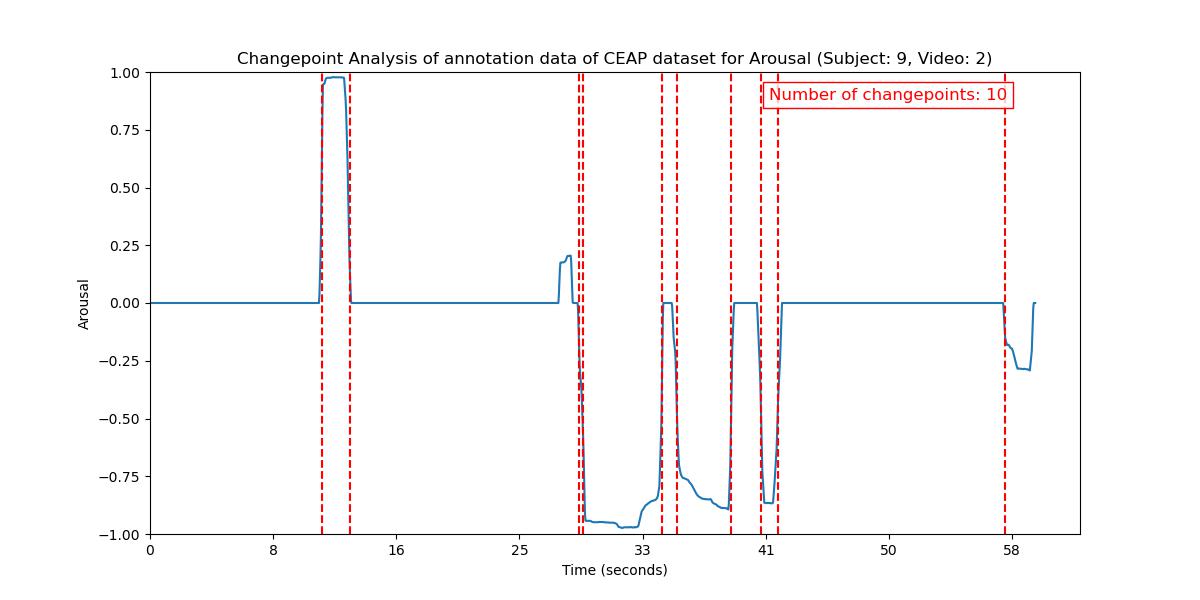 Changepoint Analysis of annotation data of CEAP dataset for Arousal (Subject: 9, Video: 2)
Number of changepoints: 10
1.00
0.75
0.50
0.25
0.00
−0.25
−0.50
−0.75
−1.00
Arousal
0 8 16 25 33 41 50 58
Time (seconds)